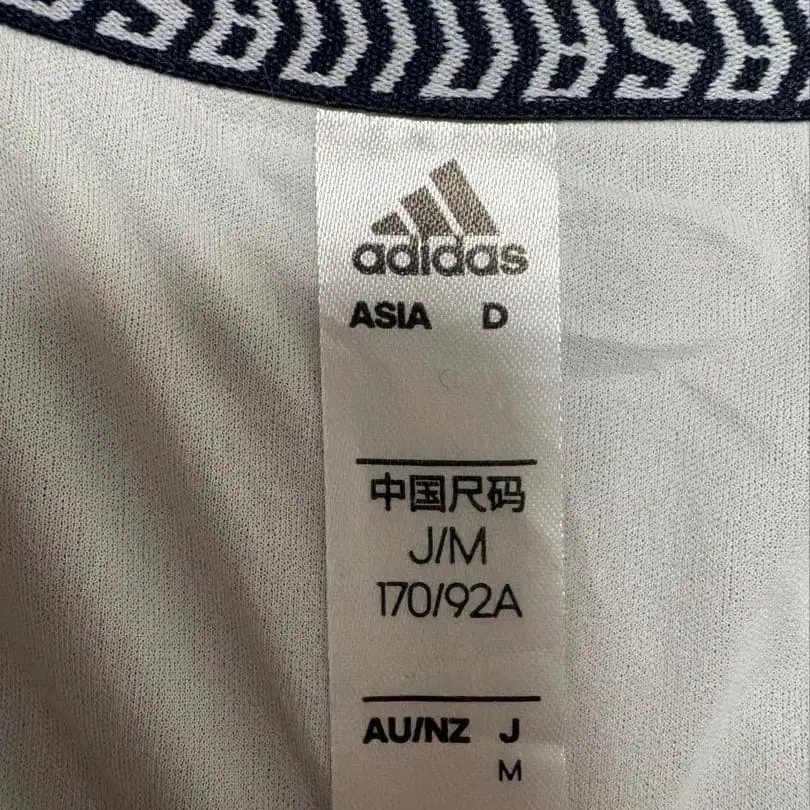 adidas
ASIA D
中国尺码
J/M
170/92A
AU/NZ J
M